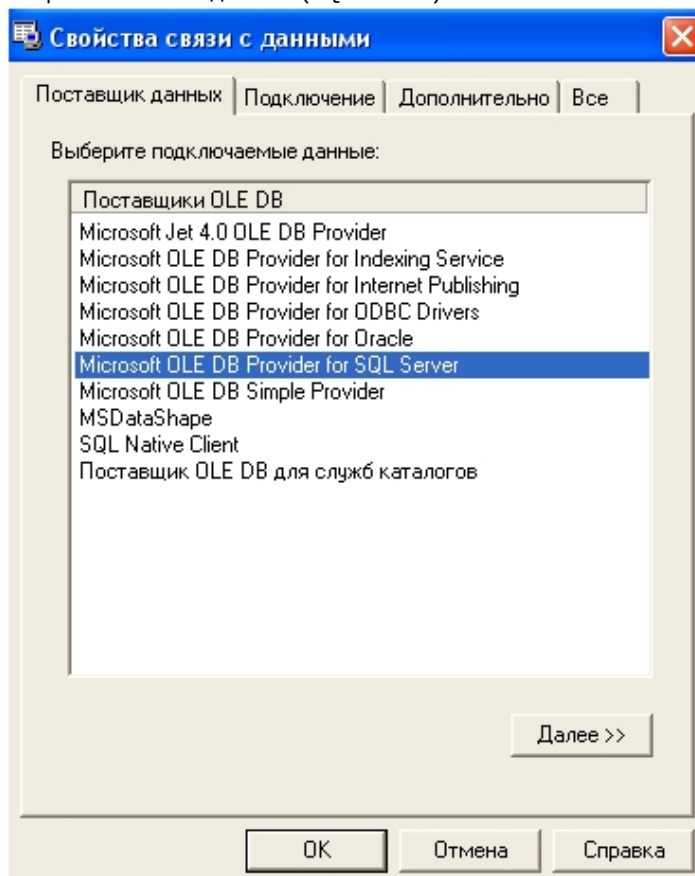 Свойства связи с данными
Поставщик данных Подключение Дополнительно Все
Выберите подключаемые данные:
Поставщики OLE DB
Microsoft Jet 4.0 OLE DB Provider
Microsoft OLE DB Provider for Indexing Service
Microsoft OLE DB Provider for Internet Publishing
Microsoft OLE DB Provider for ODBC Drivers
Microsoft OLE DB Provider for Oracle
Microsoft OLE DB Provider for SQL Server
Microsoft OLE DB Simple Provider
MSDataShape
SQL Native Client
Поставщик OLE DB для служб каталогов
Далее >>
OK Отмена Справка